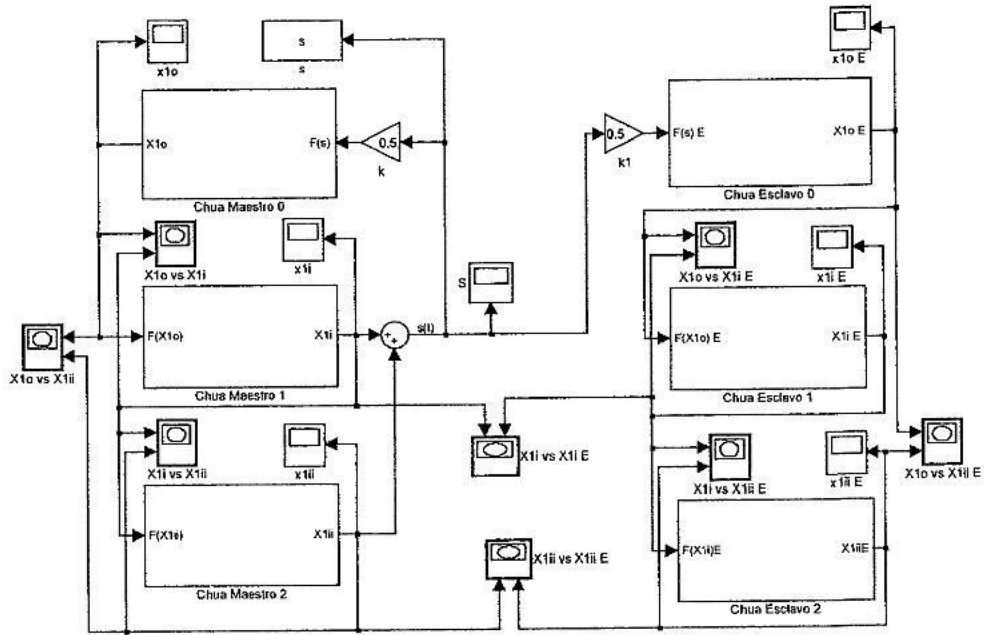 x1o
s
s
x1o E
X1o
F(s)
0.5
k
0.5
k1
F(s) E
X1o E
Chua Maestro 0
Chua Esclavo 0
X1o vs X1i
x1i
X1o vs X1i E
x1i E
S
F(X1o)
X1i
s(t)
F(X1o) E
X1i E
X1o vs X1ii
Chua Maestro 1
Chua Esclavo 1
X1i vs X1ii
x1ii
X1i vs X1i E
X1i vs X1ii E
x1ii E
X1o vs X1ii E
X1ii
X1ii vs X1ii E
F(X1i)E
X1iiE
Chua Maestro 2
Chua Esclavo 2